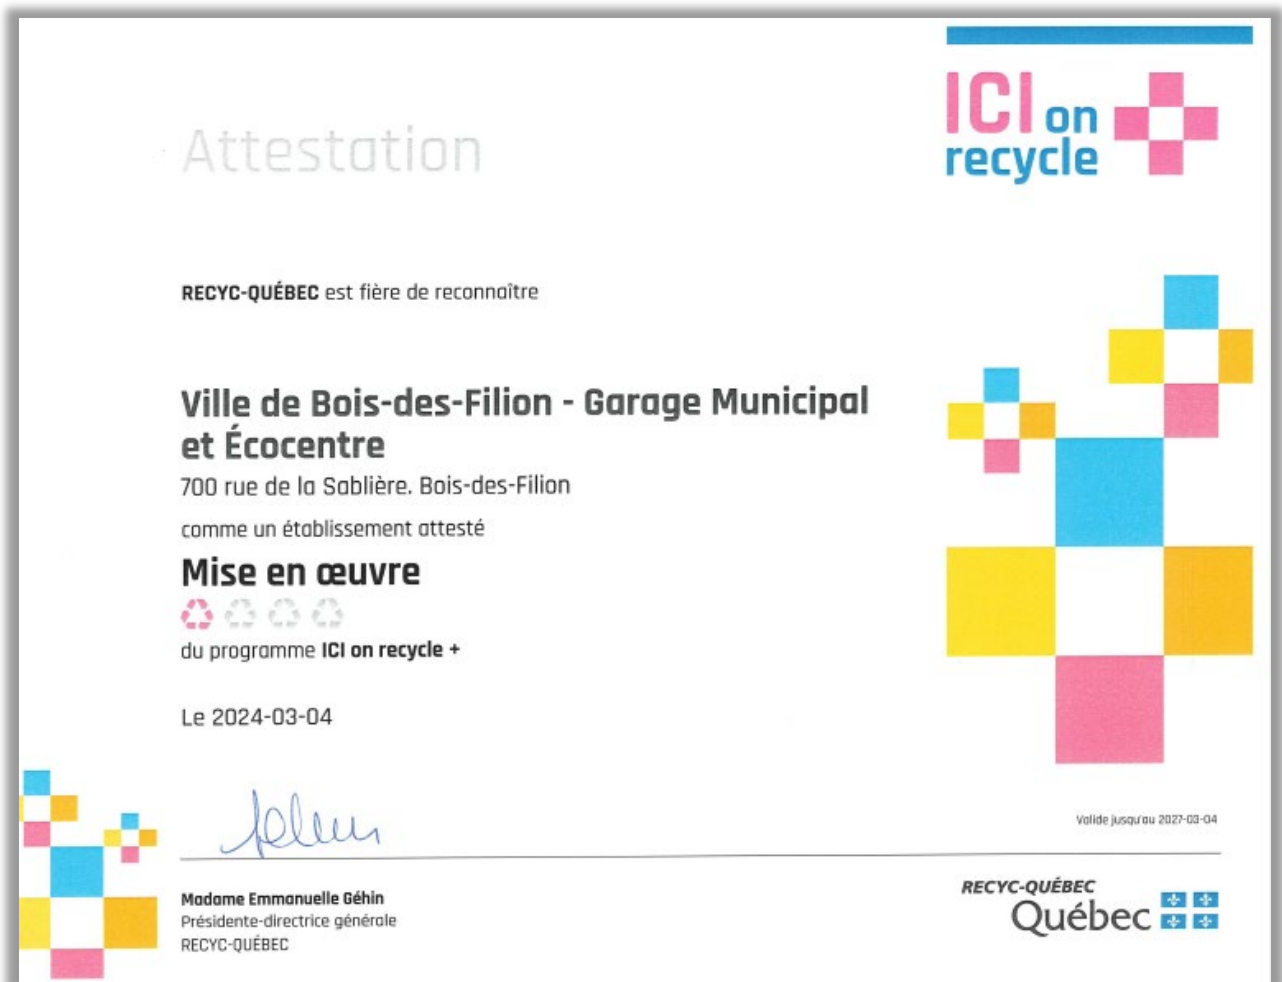 ICI on
recycle
Attestation
RECYC-QUÉBEC est fière de reconnaître
Ville de Bois-des-Filion - Garage Municipal
et Écocentre
700 rue de la Sablière. Bois-des-Filion
comme un établissement attesté
Mise en œuvre
du programme ICI on recycle +
Le 2024-03-04
Valide jusqu'au 2027-03-04
Madame Emmanuelle Géhin
Présidente-directrice générale
RECYC-QUÉBEC
RECYC-QUÉBEC
Québec